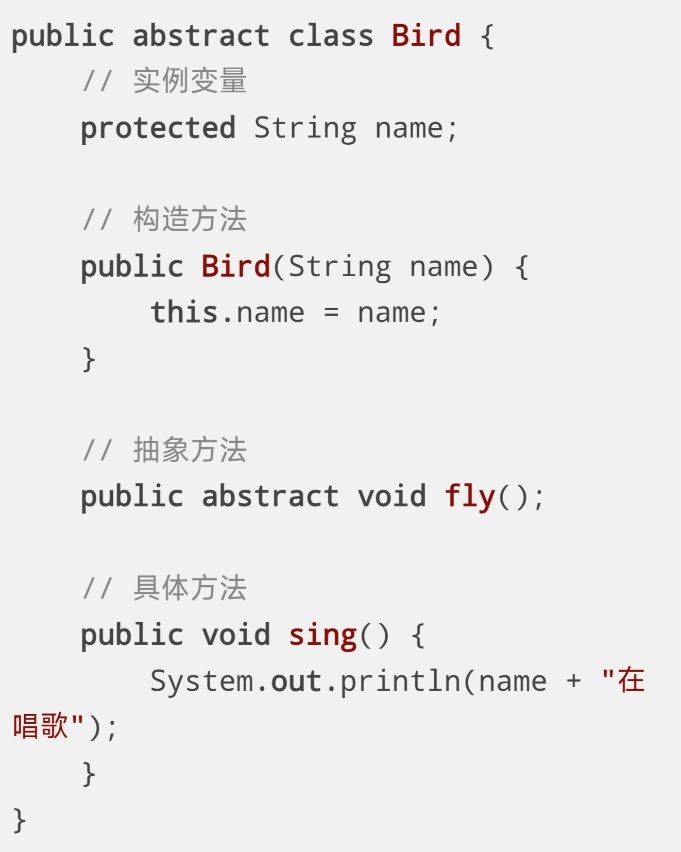 public abstract class Bird {
    // 实例变量
    protected String name;

    // 构造方法
    public Bird(String name) {
        this.name = name;
    }

    // 抽象方法
    public abstract void fly();

    // 具体方法
    public void sing() {
        System.out.println(name + "在
唱歌");
    }
}